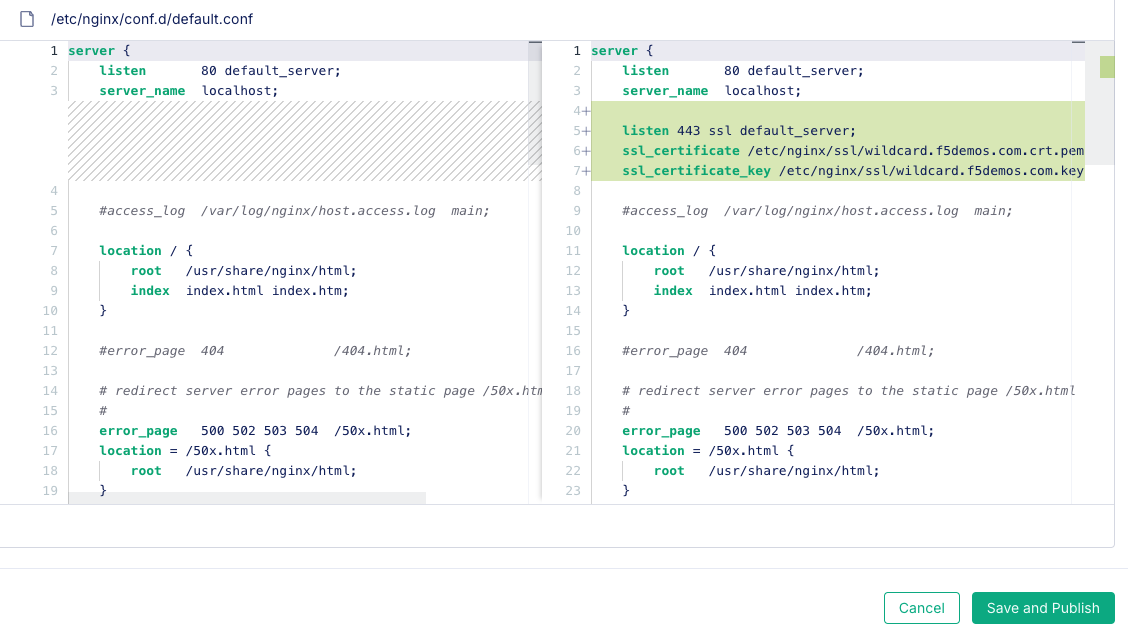 /etc/nginx/conf.d/default.conf
1 server {
2     listen       80 default_server;
3     server_name  localhost;
4
5     #access_log  /var/log/nginx/host.access.log  main;
6
7     location / {
8         root   /usr/share/nginx/html;
9         index  index.html index.htm;
10     }
11
12     #error_page  404              /404.html;
13
14     # redirect server error pages to the static page /50x.htm
15     #
16     error_page   500 502 503 504  /50x.html;
17     location = /50x.html {
18         root   /usr/share/nginx/html;
19     }
1 server {
2     listen       80 default_server;
3     server_name  localhost;
4+
5+     listen 443 ssl default_server;
6+     ssl_certificate /etc/nginx/ssl/wildcard.f5demos.com.crt.pem
7+     ssl_certificate_key /etc/nginx/ssl/wildcard.f5demos.com.key
8
9     #access_log  /var/log/nginx/host.access.log  main;
10
11     location / {
12         root   /usr/share/nginx/html;
13         index  index.html index.htm;
14     }
15
16     #error_page  404              /404.html;
17
18     # redirect server error pages to the static page /50x.html
19     #
20     error_page   500 502 503 504  /50x.html;
21     location = /50x.html {
22         root   /usr/share/nginx/html;
23     }
Cancel
Save and Publish